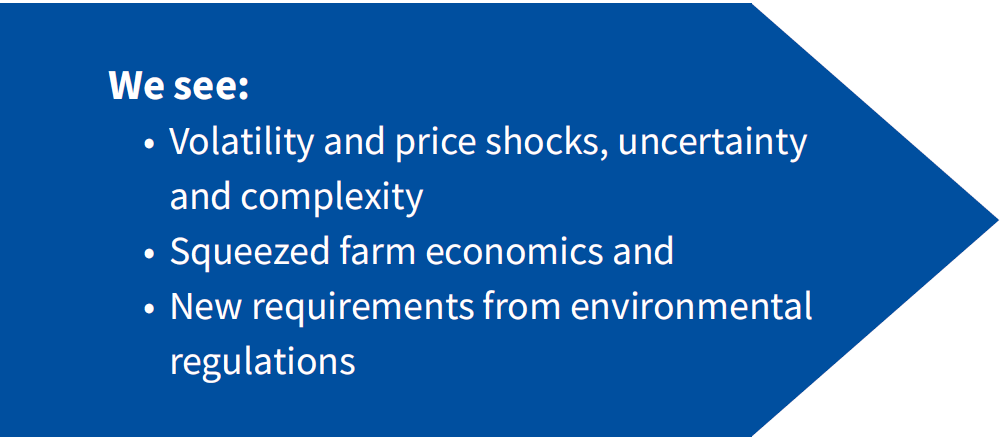 We see:
• Volatility and price shocks, uncertainty
and complexity
• Squeezed farm economics and
• New requirements from environmental
regulations